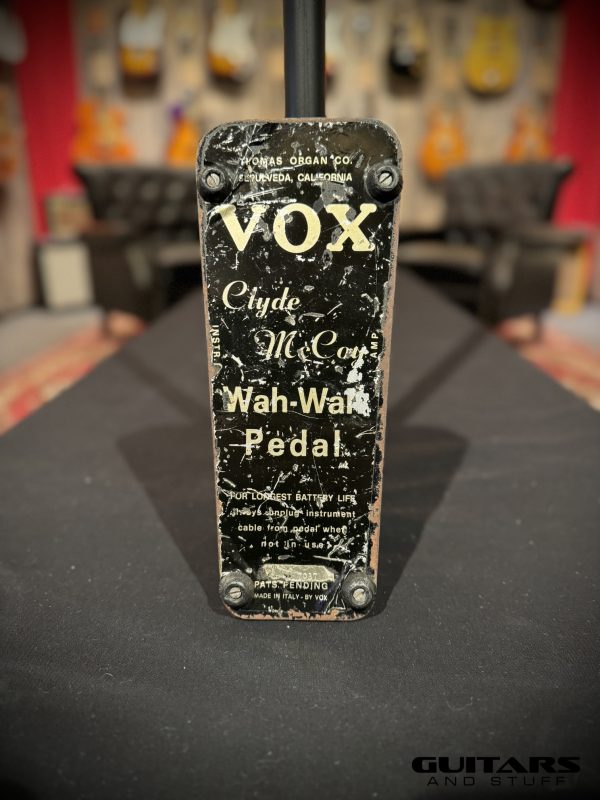 THOMAS ORGAN CO.
SEPULVEDA, CALIFORNIA
VOX
Clyde
McCoy
INSTR.
AMP
Wah-Wah
Pedal
FOR LONGEST BATTERY LIFE
always unplug instrument
cable from pedal when
not in use
PATS. PENDING
MADE IN ITALY - BY VOX
GUITARS
AND STUFF